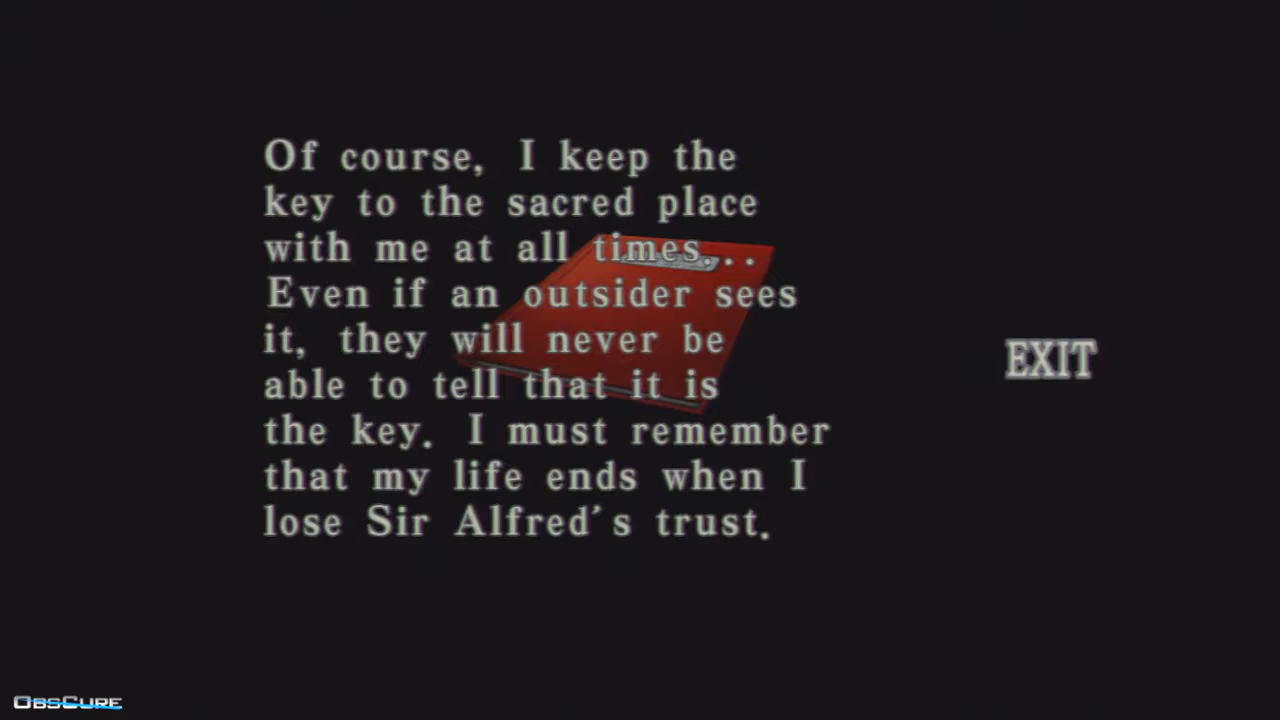 Of course, I keep the
key to the sacred place
with me at all times...
Even if an outsider sees
it, they will never be
able to tell that it is
the key. I must remember
that my life ends when I
lose Sir Alfred's trust.
EXIT
OBSCURE